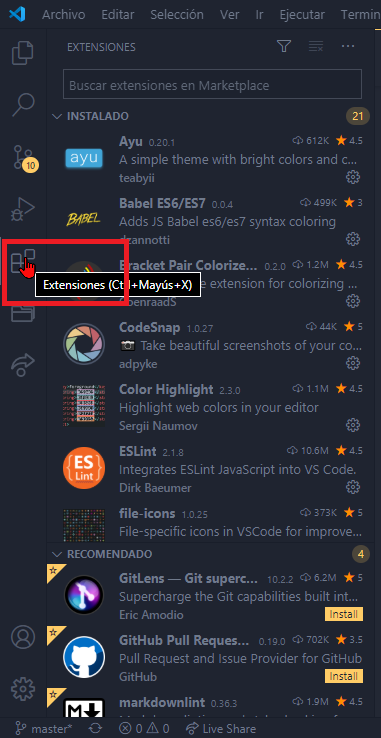 Archivo Editar Selección Ver Ir Ejecutar Termin
EXTENSIONES
Buscar extensiones en Marketplace
INSTALADO 21
Ayu 0.20.1 612K 4.5
ayu
A simple theme with bright colors and c...
teabyii
Babel ES6/ES7 0.0.4 499K 3
BABEL
Adds JS Babel es6/es7 syntax coloring
dzannotti
10
Bracket Pair Colorize... 0.2.0 1.2M 4.5
extension for colorizing ...
Extensiones (Ctrl+Mayús+X)
CoenraadS
CodeSnap 1.0.27 44K 5
Take beautiful screenshots of your co...
adpyke
Color Highlight 2.3.0 1.1M 4.5
Highlight web colors in your editor
Sergii Naumov
ESLint 2.1.8 10.6M 4.5
ES
Lint
Integrates ESLint JavaScript into VS Code.
Dirk Baeumer
file-icons 1.0.25 373K 5
File-specific icons in VSCode for improve...
RECOMENDADO 4
GitLens — Git superc... 10.2.2 6.2M 5
Supercharge the Git capabilities built int...
Eric Amodio Install
GitHub Pull Reques... 0.19.0 702K 3.5
Pull Request and Issue Provider for GitHub
GitHub Install
markdownlint 0.36.3 1.9M 4.5
master* 0 0 Live Share